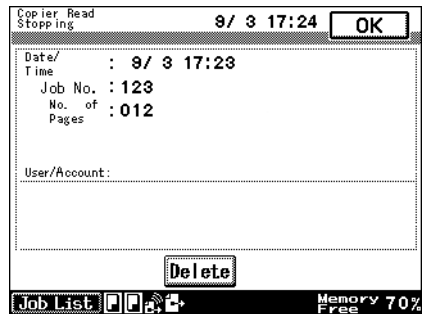 Copier Read
Stopping
9/ 3 17:24
OK
Date/
Time : 9/ 3 17:23
Job No. : 123
No. of
Pages : 012
User/Account:
Delete
Job List
Memory
Free 70%